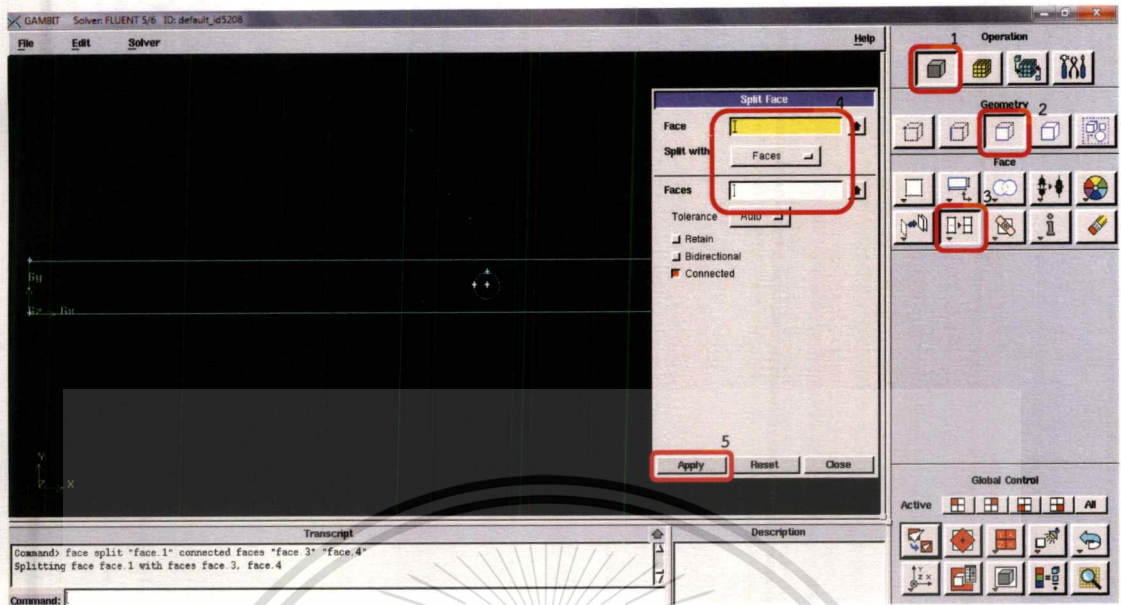 GAMBIT Solver: FLUENT 5/6 ID: default_id5208
File Edit Solver Help
1 Operation
Geometry 2
Face
3
Split Face 4
Face
Split with Faces
Faces
Tolerance Auto
Retain
Bidirectional
Connected
5
Apply Reset Close
Gy
Gz Gx
Y
Z X
Global Control
Active All
Transcript
Description
Command> face split "face.1" connected faces "face.3" "face.4"
Splitting face face.1 with faces face.3, face.4
Command: